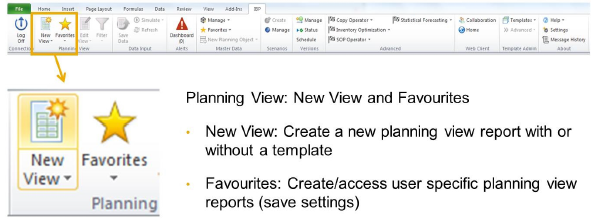 File Home Insert Page Layout Formulas Data Review View Add-Ins IBP
Log Off New View Favorites Edit View Filter Save Data Simulate Refresh Dashboard (0) Manage Favorites New Planning Object Create Manage Manage Status Schedule Copy Operator Inventory Optimization SOP Operator Statistical Forecasting Collaboration Home Templates Advanced Help Settings Message History
Connection Planning View Data Input Alerts Master Data Scenarios Versions Advanced Web Client Template Admin About
Planning View: New View and Favourites
• New View: Create a new planning view report with or
without a template
• Favourites: Create/access user specific planning view
reports (save settings)
New Favorites
View
Planning